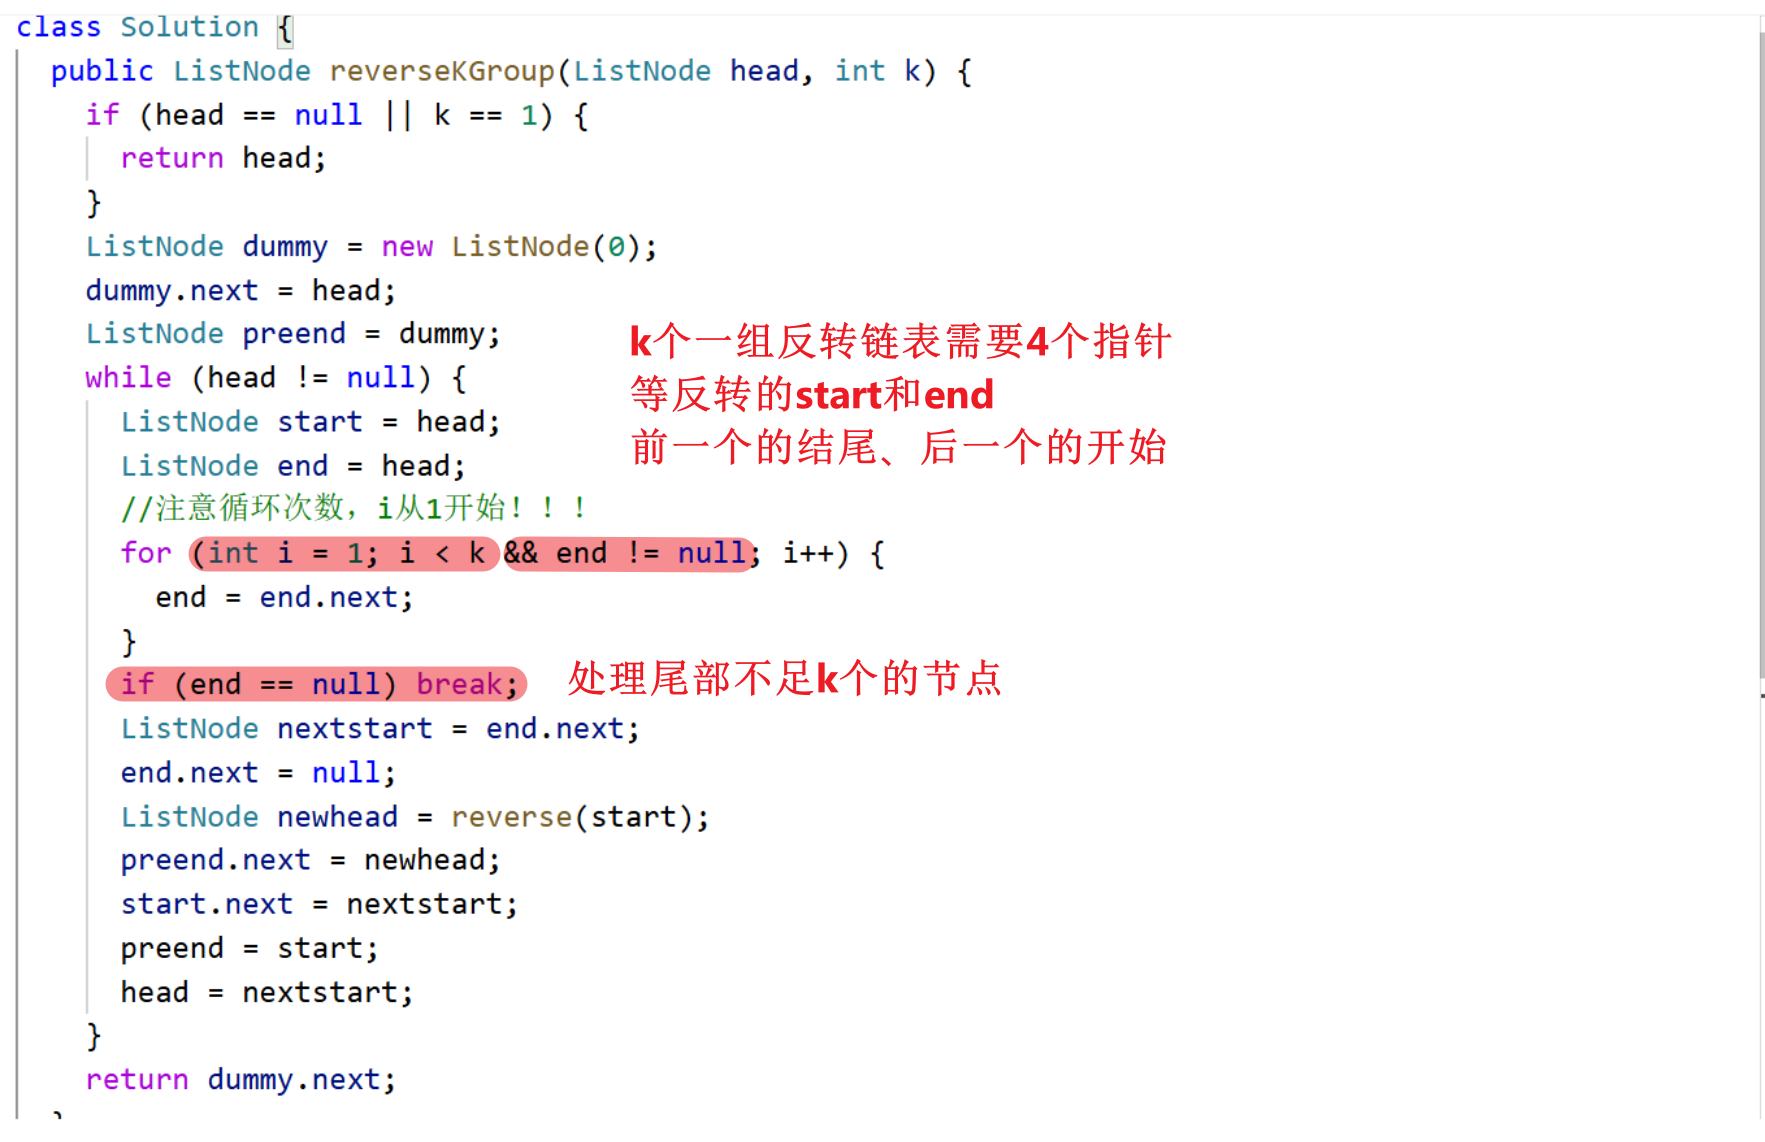 class Solution {
public ListNode reverseKGroup(ListNode head, int k) {
if (head == null || k == 1) {
return head;
}
ListNode dummy = new ListNode(0);
dummy.next = head;
ListNode preend = dummy;
k个一组反转链表需要4个指针
while (head != null) {
等反转的start和end
ListNode start = head;
前一个的结尾、后一个的开始
ListNode end = head;
//注意循环次数，i从1开始！！！
for (int i = 1; i < k && end != null; i++) {
end = end.next;
}
if (end == null) break;
处理尾部不足k个的节点
ListNode nextstart = end.next;
end.next = null;
ListNode newhead = reverse(start);
preend.next = newhead;
start.next = nextstart;
preend = start;
head = nextstart;
}
return dummy.next;
}